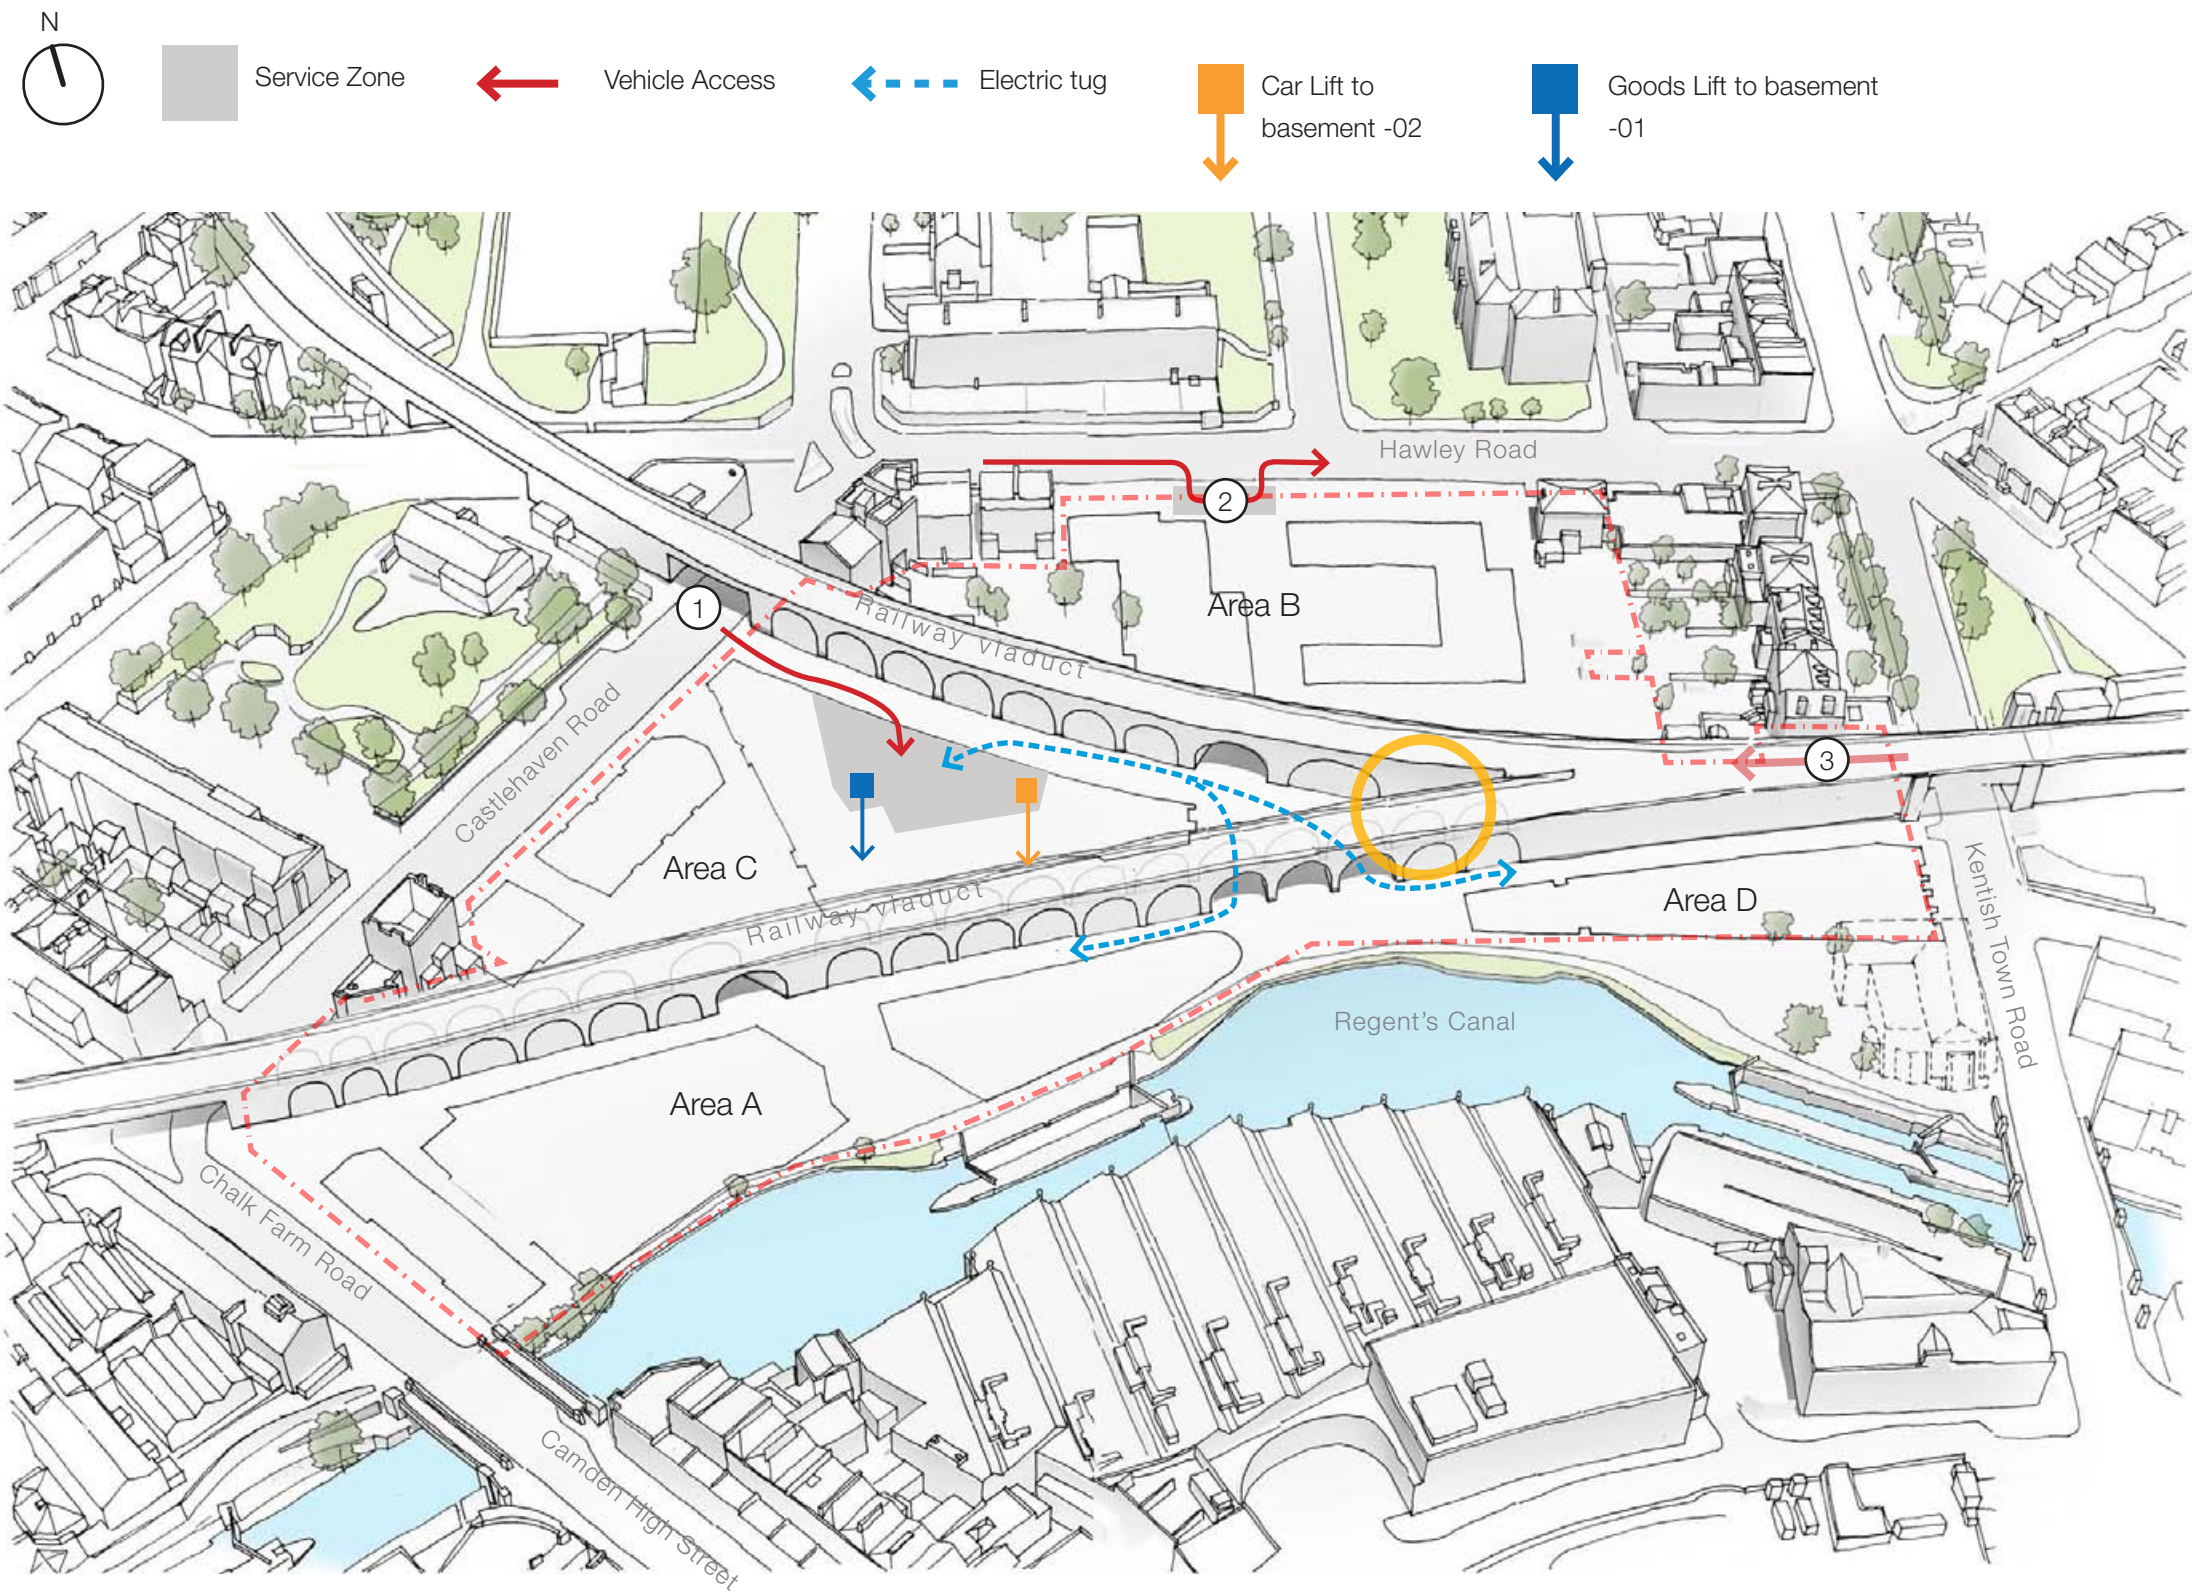 N
Service Zone
Vehicle Access
Electric tug
Car Lift to
basement -02
Goods Lift to basement
-01
Hawley Road
2
1
Area B
Railway viaduct
Castlehaven Road
3
Area C
Railway viaduct
Area D
Kentish Town Road
Regent's Canal
Area A
Chalk Farm Road
Camden High Street